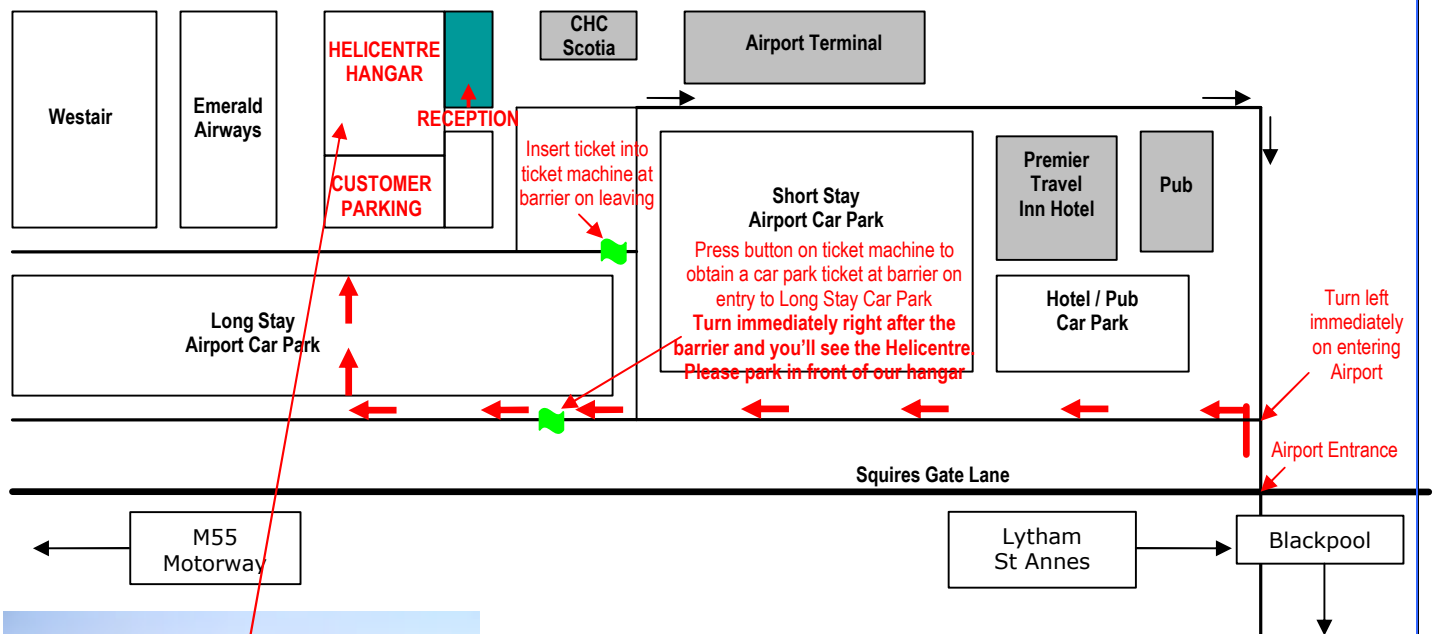 CHC
Scotia
Airport Terminal
HELICENTRE
HANGAR
Westair
Emerald
Airways
RECEPTION
Insert ticket into
ticket machine at
barrier on leaving
CUSTOMER
PARKING
Premier
Travel
Inn Hotel
Pub
Short Stay
Airport Car Park
Press button on ticket machine to
obtain a car park ticket at barrier on
entry to Long Stay Car Park
Turn immediately right after the
barrier and you'll see the Helicentre.
Please park in front of our hangar
Hotel / Pub
Car Park
Turn left
immediately
on entering
Airport
Long Stay
Airport Car Park
Airport Entrance
Squires Gate Lane
M55
Motorway
Lytham
St Annes
Blackpool